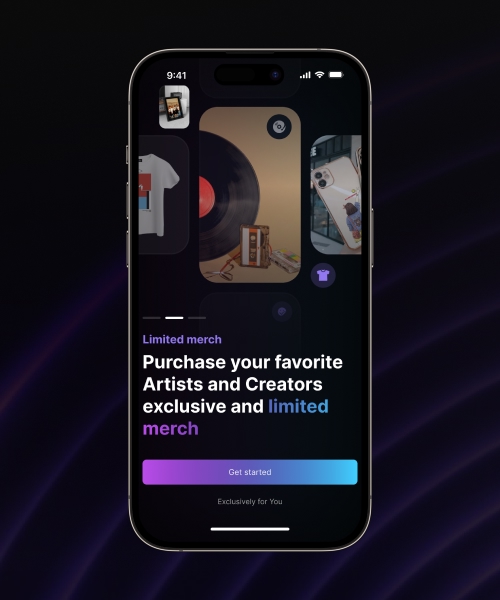 9:41
Limited merch
Purchase your favorite
Artists and Creators
exclusive and limited
merch
Get started
Exclusively for You